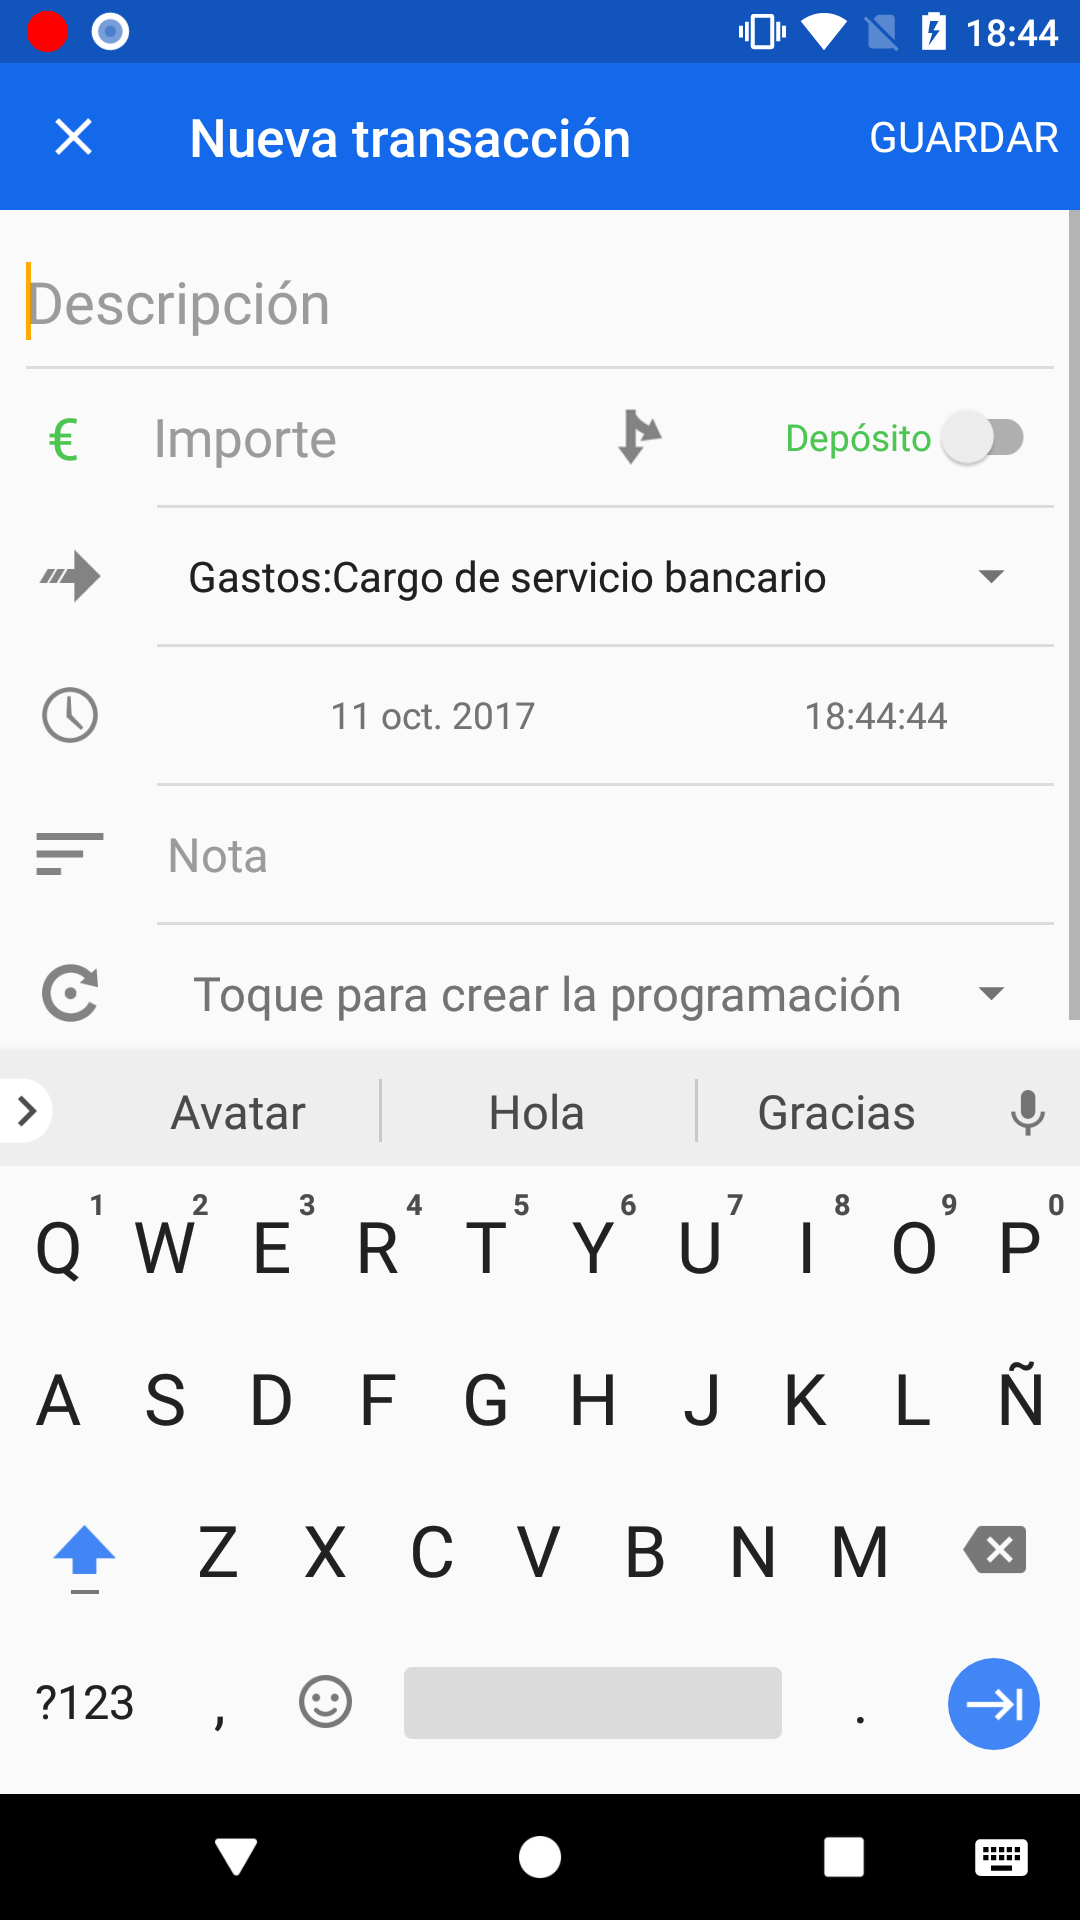 18:44
Nueva transacción GUARDAR
Descripción
€ Importe Depósito
Gastos:Cargo de servicio bancario
11 oct. 2017 18:44:44
Nota
Toque para crear la programación
Avatar Hola Gracias
1 2 3 4 5 6 7 8 9 0
Q W E R T Y U I O P
A S D F G H J K L Ñ
Z X C V B N M
?123 , .